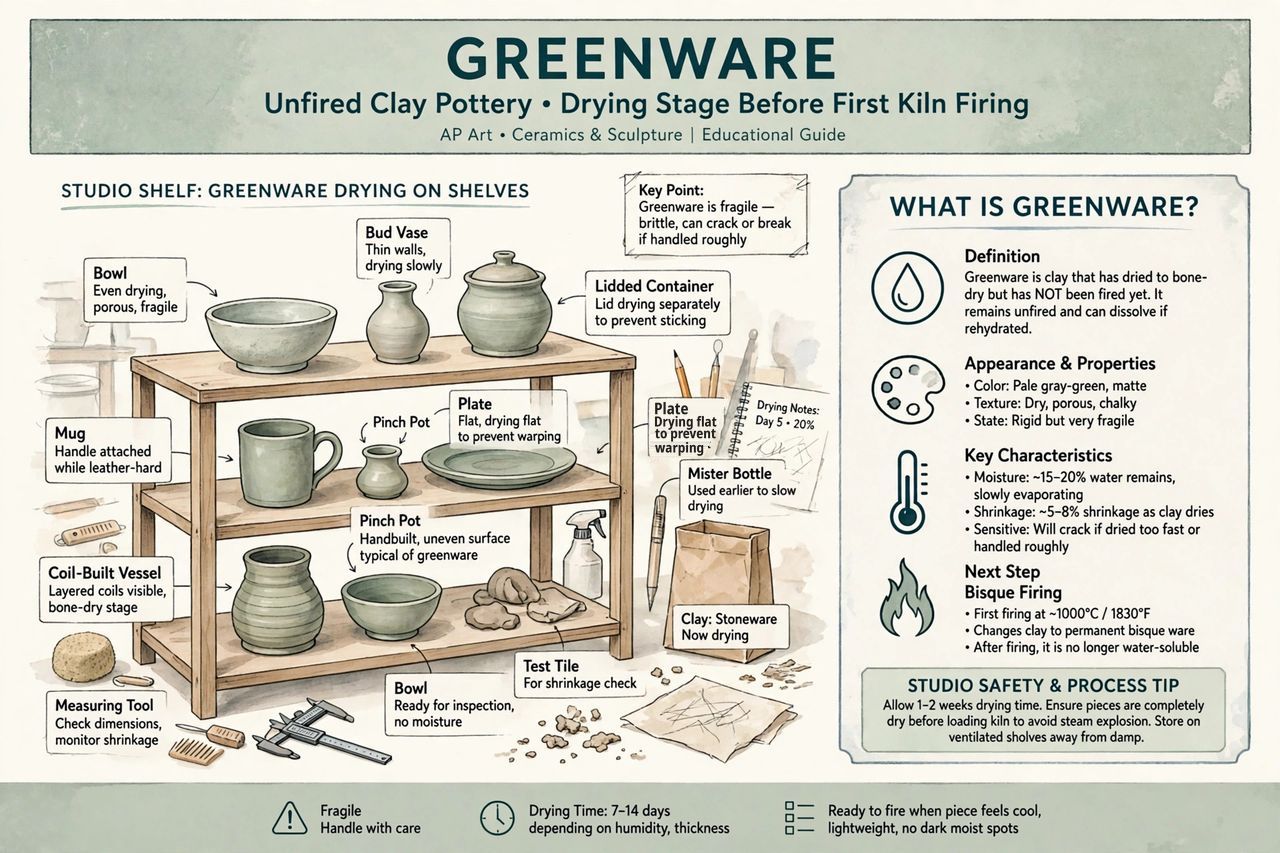 GREENWARE
Unfired Clay Pottery • Drying Stage Before First Kiln Firing
AP Art • Ceramics & Sculpture | Educational Guide
STUDIO SHELF: GREENWARE DRYING ON SHELVES
Key Point:
Greenware is fragile —
brittle, can crack or break
if handled roughly
Bud Vase
Thin walls,
drying slowly
Bowl
Even drying,
porous, fragile
Lidded Container
Lid drying separately
to prevent sticking
Mug
Handle attached
while leather-hard
Pinch Pot
Plate
Flat, drying flat
to prevent warping
Plate
Drying flat
to prevent
warping ·
Drying Notes:
Day 5 • 20%
Mister Bottle
Used earlier to slow
drying
Pinch Pot
Handbuilt, uneven surface
typical of greenware
Coil-Built Vessel
Layered coils visible,
bone-dry stage
Clay: Stoneware
Now drying
Test Tile
For shrinkage check
Bowl
Ready for inspection,
no moisture
Measuring Tool
Check dimensions,
monitor shrinkage
WHAT IS GREENWARE?
Definition
Greenware is clay that has dried to bone-
dry but has NOT been fired yet. It
remains unfired and can dissolve if
rehydrated.
Appearance & Properties
• Color: Pale gray-green, matte
• Texture: Dry, porous, chalky
• State: Rigid but very fragile
Key Characteristics
• Moisture: ~15–20% water remains,
slowly evaporating
• Shrinkage: ~5–8% shrinkage as clay dries
• Sensitive: Will crack if dried too fast or
handled roughly
Next Step
Bisque Firing
• First firing at ~1000°C / 1830°F
• Changes clay to permanent bisque ware
• After firing, it is no longer water-soluble
STUDIO SAFETY & PROCESS TIP
Allow 1–2 weeks drying time. Ensure pieces are completely
dry before loading kiln to avoid steam explosion. Store on
ventilated sholves away from damp.
Fragile
Handle with care
Drying Time: 7–14 days
depending on humidity, thickness
Ready to fire when piece feels cool,
lightweight, no dark moist spots